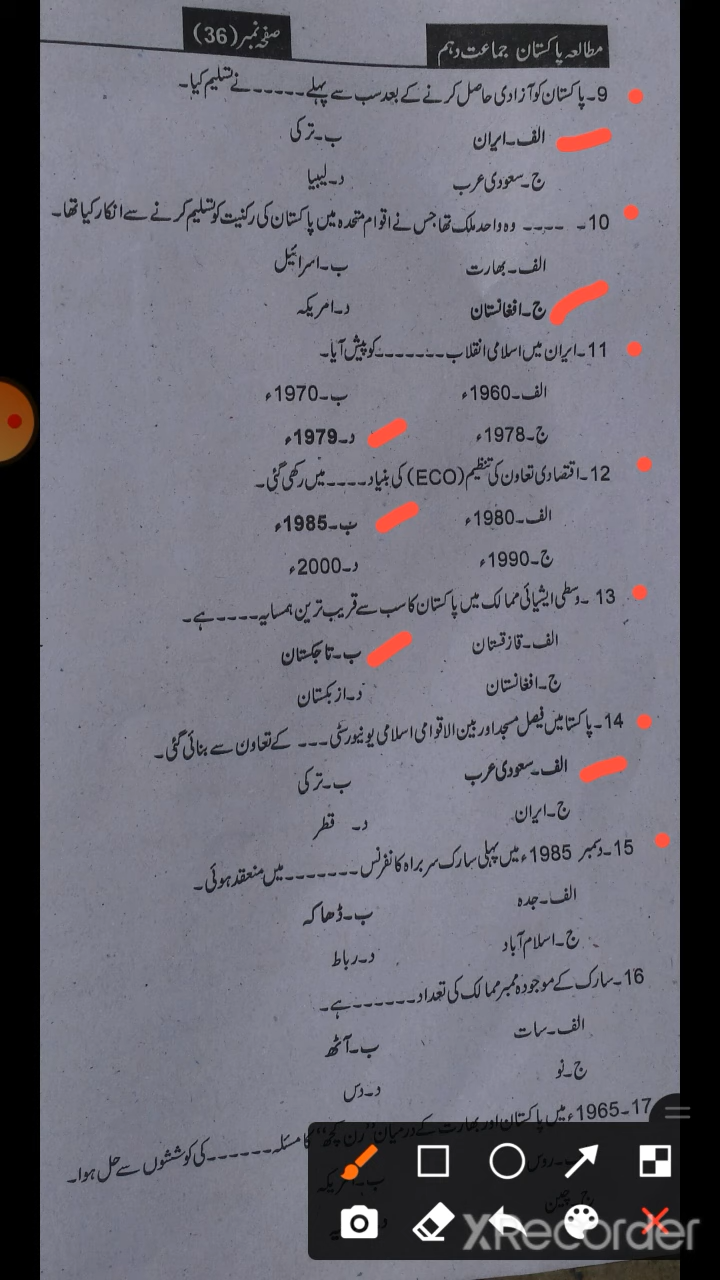 مطالعہ پاکستان جماعت دہم
صفحہ نمبر (36)
9۔ پاکستان کو آزادی حاصل کرنے کے بعد سب سے پہلے ۔۔۔۔۔ نے تسلیم کیا۔
الف۔ ایران ب۔ ترکی
ج۔ سعودی عرب د۔ لیبیا
10۔ ۔۔۔۔ وہ واحد ملک تھا جس نے اقوام متحدہ میں پاکستان کی رکنیت کو تسلیم کرنے سے انکار کیا تھا۔
الف۔ بھارت ب۔ اسرائیل
ج۔ افغانستان د۔ امریکہ
11۔ ایران میں اسلامی انقلاب ۔۔۔۔۔۔۔ کو پیش آیا۔
الف۔ 1960ء ب۔ 1970ء
ج۔ 1978ء د۔ 1979ء
12۔ اقتصادی تعاون کی تنظیم (ECO) کی بنیاد ۔۔۔۔ میں رکھی گئی۔
الف۔ 1980ء ب۔ 1985ء
ج۔ 1990ء د۔ 2000ء
13۔ وسطی ایشیائی ممالک میں پاکستان کا سب سے قریب ترین ہمسایہ ۔۔۔۔ ہے۔
الف۔ قازقستان ب۔ تاجکستان
ج۔ افغانستان د۔ ازبکستان
14۔ پاکستا میں فیصل مسجد اور بین الاقوامی اسلامی یونیورسٹی ۔۔۔ کے تعاون سے بنائی گئی۔
الف۔ سعودی عرب ب۔ ترکی
ج۔ ایران د۔ قطر
15۔ دسمبر 1985ء میں پہلی سارک سربراہ کانفرنس ۔۔۔۔۔۔۔ میں منعقد ہوئی۔
الف۔ جدہ ب۔ ڈھاکہ
ج۔ اسلام آباد د۔ رباط
16۔ سارک کے موجودہ ممبر ممالک کی تعداد ۔۔۔۔۔۔ ہے۔
الف۔ سات ب۔ آٹھ
ج۔ نو د۔ دس
17۔ 1965ء میں پاکستان اور بھارت کے درمیان "رن کچھ" کا مسئلہ ۔۔۔۔۔۔ کی کوششوں سے حل ہوا۔
روس ب۔ امریکہ
ج۔ چین
XRecorder